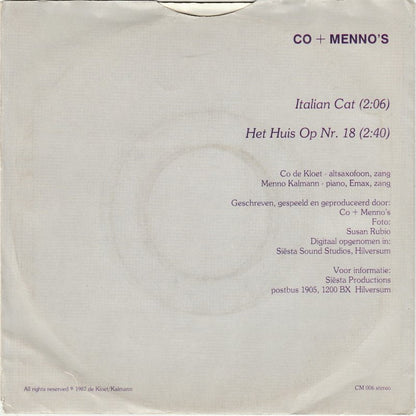 CO + MENNO'S
Italian Cat (2:06)
Het Huis Op Nr. 18 (2:40)
Co de Kloet - altsaxofoon, zang
Menno Kalmann - piano, Emax, zang
Geschreven, gespeeld en geproduceerd door:
Co + Menno's
Foto:
Susan Rubio
Digitaal opgenomen in:
Siësta Sound Studios, Hilversum
Voor informatie:
Siësta Productions
postbus 1905, 1200 BX Hilversum
All rights reserved ℗ 1987 de Kloet/Kalmann
CM 006 stereo